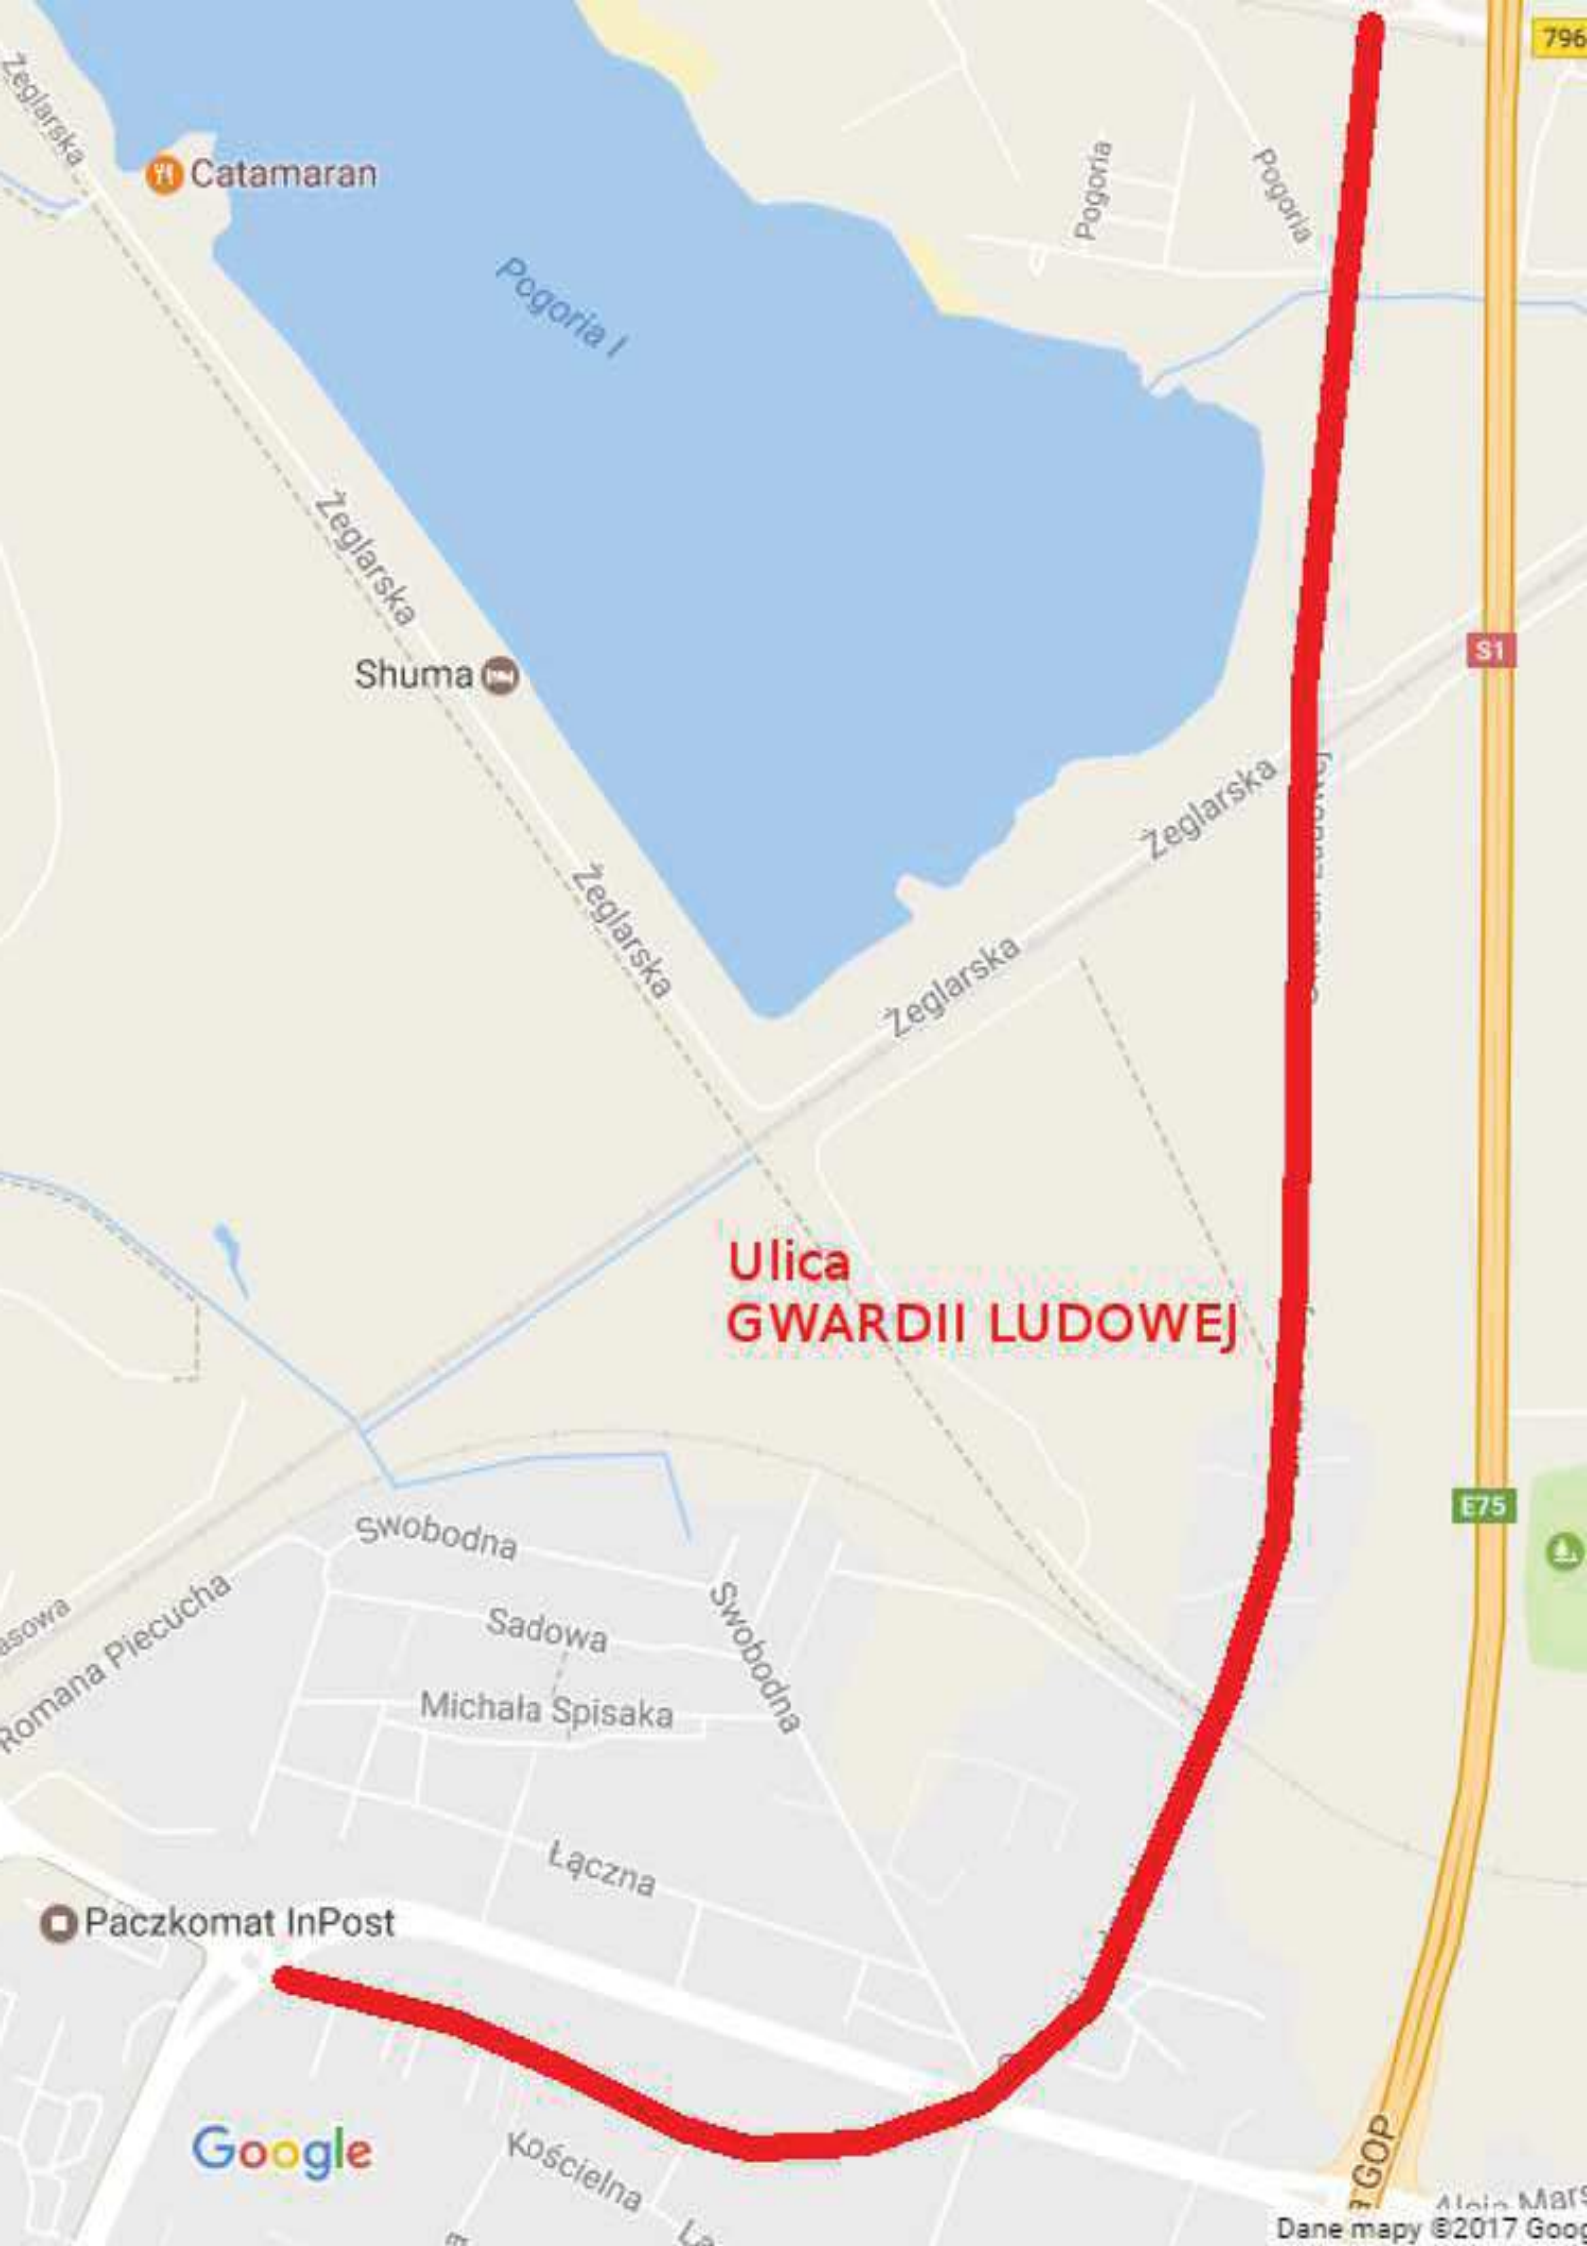 796
Żeglarska
Catamaran
Pogoria
Pogoria
Pogoria I
Żeglarska
S1
Shuma
Żeglarska
Żeglarska
Żeglarska
Ulica
GWARDII LUDOWEJ
E75
Swobodna
Swobodna
Sadowa
Romana Piecucha
Michała Spisaka
Łączna
Paczkomat InPost
Google
Kościelna
GOP
Dane mapy ©2017 Goog